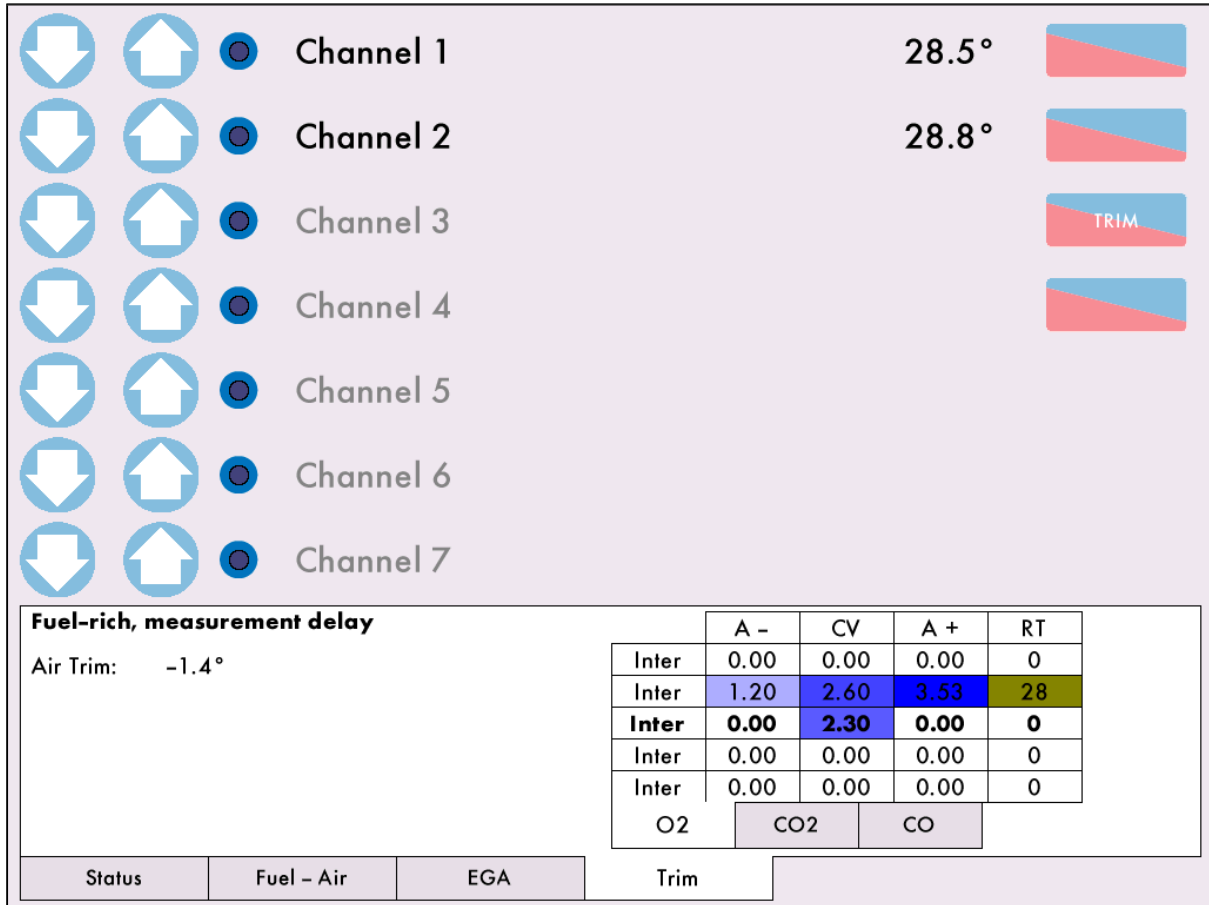 Channel 1 28.5°
Channel 2 28.8°
Channel 3 TRIM
Channel 4
Channel 5
Channel 6
Channel 7
Fuel-rich, measurement delay
Air Trim: -1.4°
A - CV A + RT
Inter 0.00 0.00 0.00 0
Inter 1.20 2.60 3.53 28
Inter 0.00 2.30 0.00 0
Inter 0.00 0.00 0.00 0
Inter 0.00 0.00 0.00 0
O2 CO2 CO
Status Fuel - Air EGA Trim